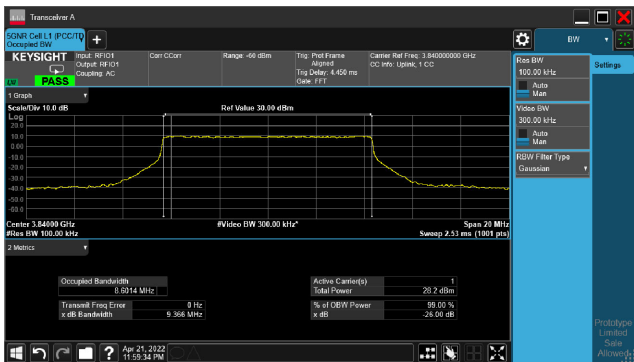 Transceiver A
5GNR Cell L1 (PCC/TD
Occupied BW
+
BW
KEYSIGHT
Input: RFIO1
Output: RFIO1
Coupling: AC
Corr CCorr
Range: -60 dBm
Trig: Prot Frame
Aligned
Trig Delay: 4.450 ms
Gate: FFT
Carrier Ref Freq: 3.840000000 GHz
CC Info: Uplink, 1 CC
PASS
1 Graph
Scale/Div 10.0 dB
Ref Value 30.00 dBm
Log
20.0
10.0
0.00
-10.0
-20.0
-30.0
-40.0
-50.0
-60.0
Center 3.84000 GHz
#Video BW 300.00 kHz*
Span 20 MHz
#Res BW 100.00 kHz
Sweep 2.53 ms (1001 pts)
2 Metrics
Occupied Bandwidth
8.6014 MHz
Transmit Freq Error
0 Hz
x dB Bandwidth
9.366 MHz
Active Carrier(s)
1
Total Power
28.2 dBm
% of OBW Power
99.00 %
x dB
-26.00 dB
Res BW
100.00 kHz
Auto
Man
Video BW
300.00 kHz
Auto
Man
RBW Filter Type
Gaussian
Settings
Prototype
Limited
Sale
Allowed
?
Apr 21, 2022
11:59:34 PM